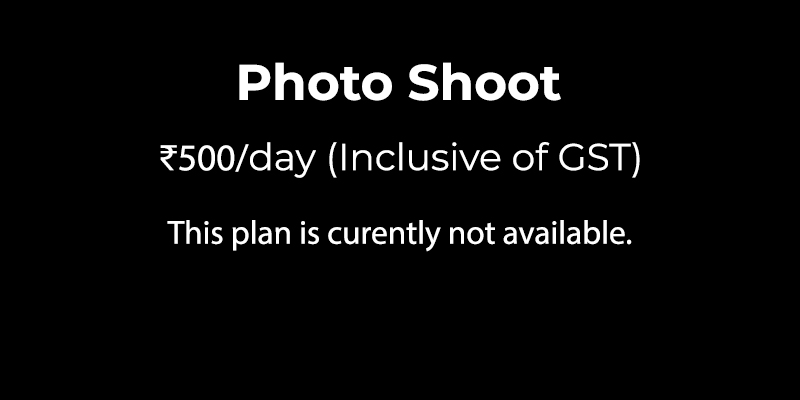 Photo Shoot
₹500/day (Inclusive of GST)
This plan is curently not available.